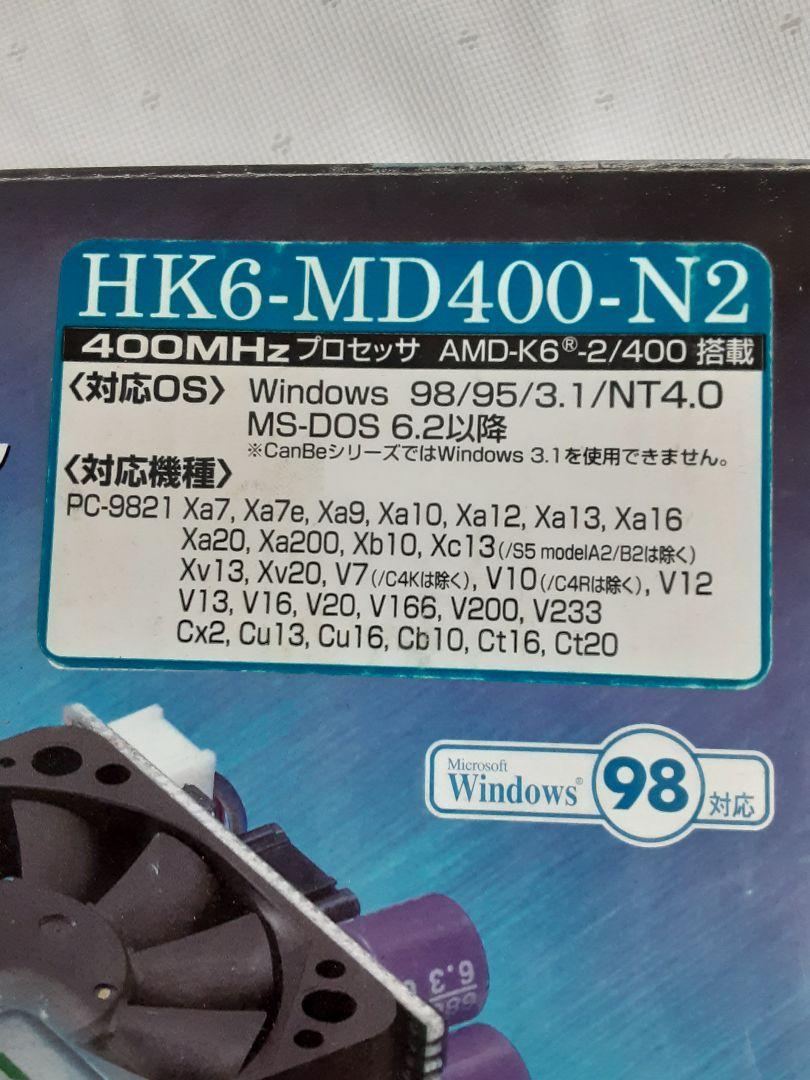 HK6-MD400-N2
400MHz プロセッサ AMD-K6®-2/400 搭載
〈対応OS〉 Windows 98/95/3.1/NT4.0
MS-DOS 6.2以降
※CanBeシリーズではWindows 3.1を使用できません。
〈対応機種〉
PC-9821 Xa7, Xa7e, Xa9, Xa10, Xa12, Xa13, Xa16
Xa20, Xa200, Xb10, Xc13(/S5 modelA2/B2は除く)
Xv13, Xv20, V7(/C4Kは除く), V10(/C4Rは除く), V12
V13, V16, V20, V166, V200, V233
Cx2, Cu13, Cu16, Cb10, Ct16, Ct20
Microsoft
Windows® 98 対応
6.3